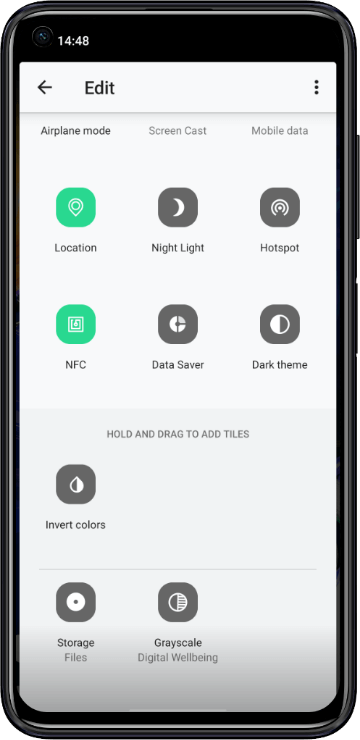 14:48
Edit
Airplane mode Screen Cast Mobile data
Location Night Light Hotspot
NFC Data Saver Dark theme
HOLD AND DRAG TO ADD TILES
Invert colors
Storage Grayscale
Files Digital Wellbeing